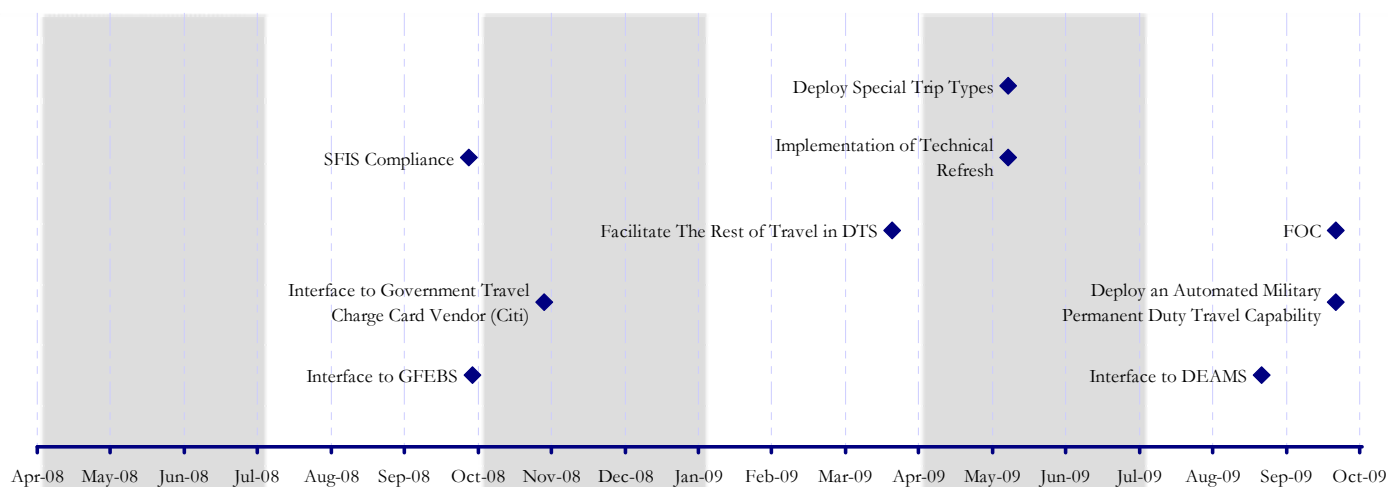 Deploy Special Trip Types
Implementation of Technical
Refresh
SFIS Compliance
Facilitate The Rest of Travel in DTS
FOC
Interface to Government Travel
Charge Card Vendor (Citi)
Deploy an Automated Military
Permanent Duty Travel Capability
Interface to GFEBS
Interface to DEAMS
Apr-08 May-08 Jun-08 Jul-08 Aug-08 Sep-08 Oct-08 Nov-08 Dec-08 Jan-09 Feb-09 Mar-09 Apr-09 May-09 Jun-09 Jul-09 Aug-09 Sep-09 Oct-09